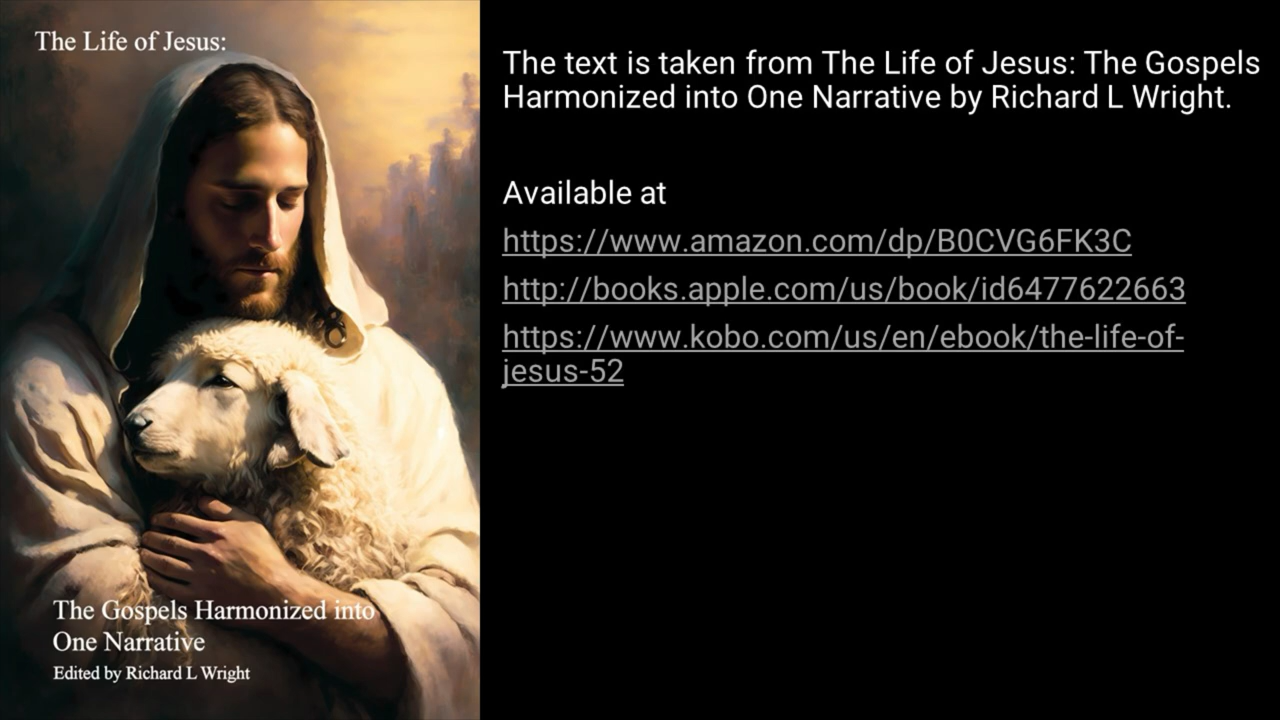 The Life of Jesus:
The Gospels Harmonized into
One Narrative
Edited by Richard L Wright
The text is taken from The Life of Jesus: The Gospels
Harmonized into One Narrative by Richard L Wright.
Available at
https://www.amazon.com/dp/B0CVG6FK3C
http://books.apple.com/us/book/id6477622663
https://www.kobo.com/us/en/ebook/the-life-of-
jesus-52